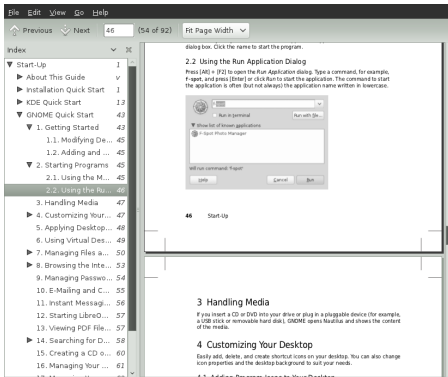 File Edit View Go Help
Previous Next 46 (54 of 92) Fit Page Width
Index
Start-Up 1
About This Guide v
Installation Quick Start 1
KDE Quick Start 13
GNOME Quick Start 43
1. Getting Started 43
1.1. Modifying De... 45
1.2. Adding and ... 45
2. Starting Programs 45
2.1. Using the M... 45
2.2. Using the Ru... 46
3. Handling Media 47
4. Customizing Your... 47
5. Applying Desktop... 48
6. Using Virtual Des... 49
7. Managing Files a... 50
8. Browsing the Inte... 53
9. Managing Passwo... 54
10. E-Mailing and C... 55
11. Instant Messagi... 56
12. Starting LibreO... 57
13. Viewing PDF File... 57
14. Searching for D... 58
15. Creating a CD o... 60
16. Managing Your ... 61
dialog box. Click the name to start the program.
2.2 Using the Run Application Dialog
Press [Alt] + [F2] to open the Run Application dialog. Type a command, for example,
f-spot, and press [Enter] or click Run to start the application. The command to start
the application is often (but not always) the application name written in lowercase.
Run in terminal Run with file...
Show list of known applications
F-Spot Photo Manager
Will run command: 'f-spot'
Help Cancel Run
46 Start-Up
3 Handling Media
If you insert a CD or DVD into your drive or plug in a pluggable device (for example,
a USB stick or removable hard disk), GNOME opens Nautilus and shows the content
of the media.
4 Customizing Your Desktop
Easily add, delete, and create shortcut icons on your desktop. You can also change
icon properties and the desktop background to suit your needs.